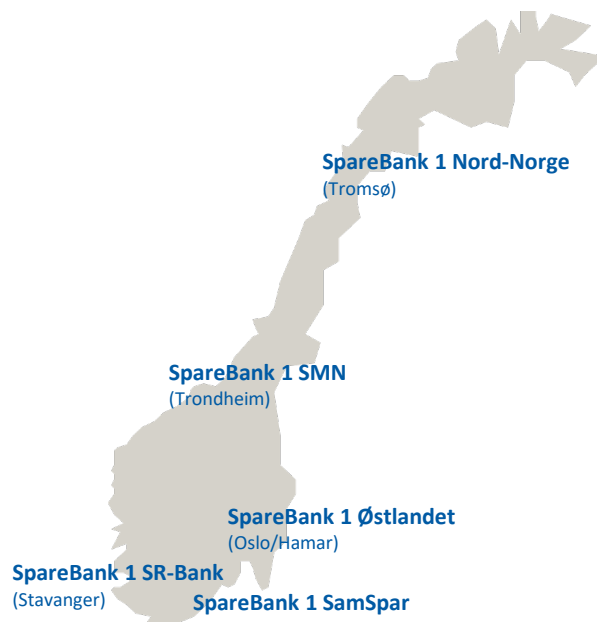 SpareBank 1 Nord-Norge
(Tromsø)
SpareBank 1 SMN
(Trondheim)
SpareBank 1 Østlandet
(Oslo/Hamar)
SpareBank 1 SR-Bank
(Stavanger)
SpareBank 1 SamSpar